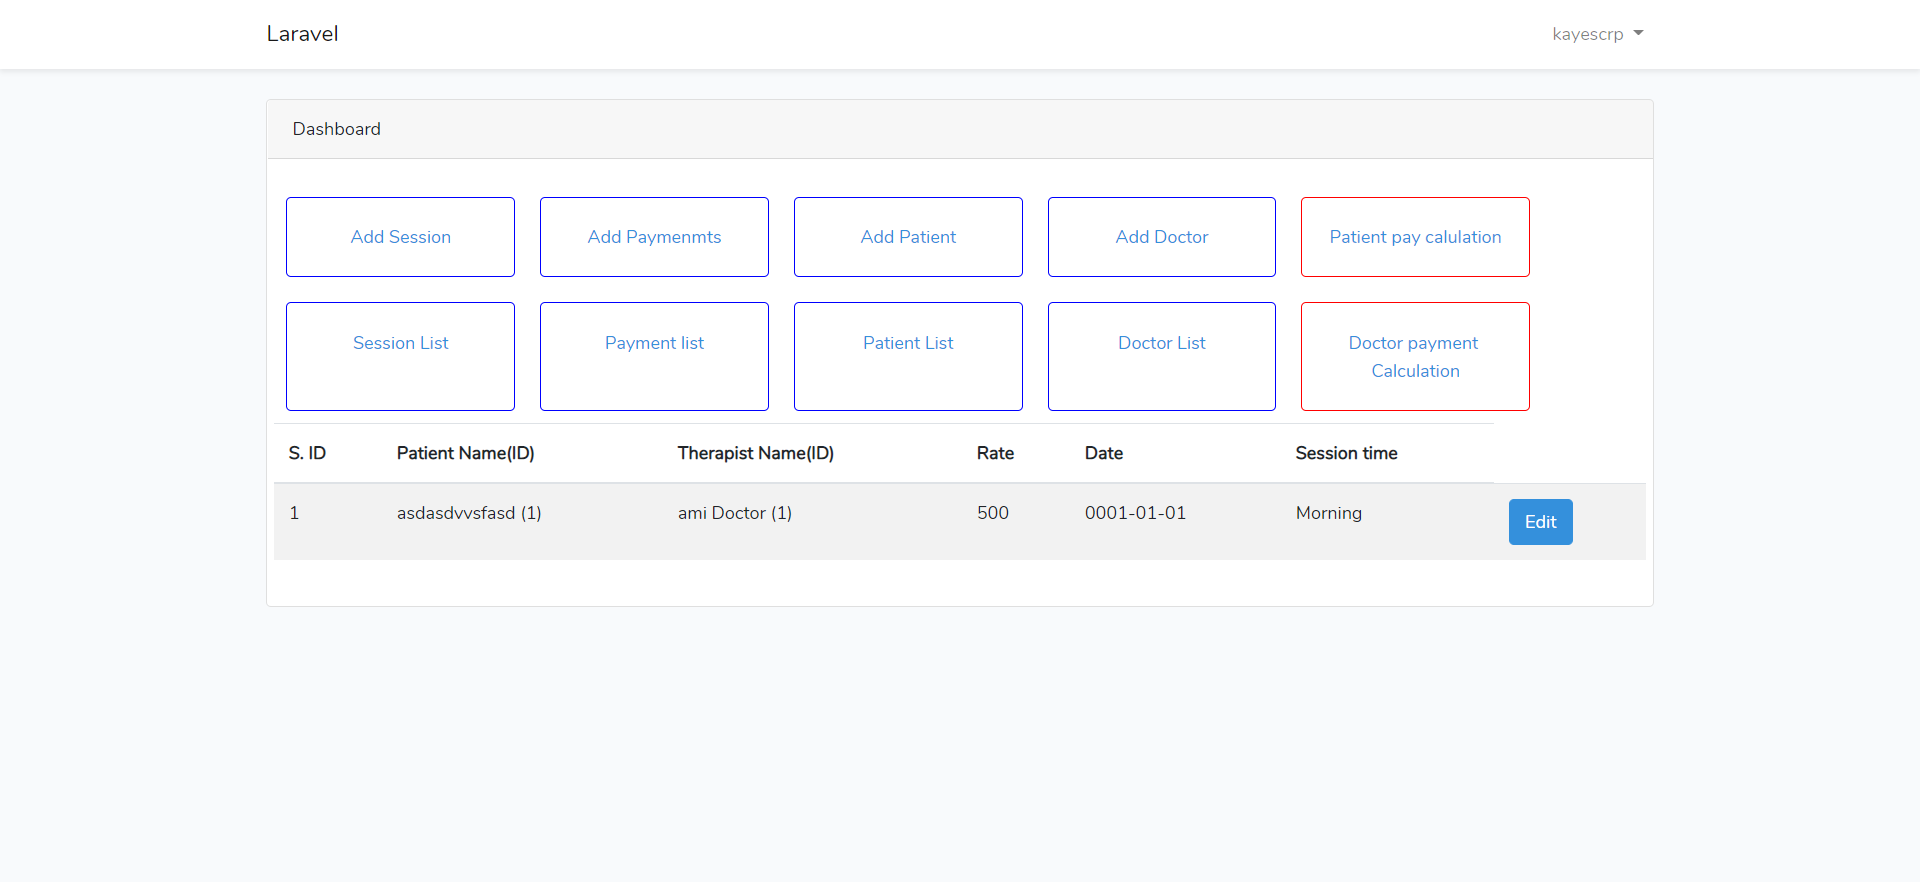 Laravel
kayescrp
Dashboard
Add Session
Add Paymenmts
Add Patient
Add Doctor
Patient pay calulation
Session List
Payment list
Patient List
Doctor List
Doctor payment
Calculation
S. ID Patient Name(ID) Therapist Name(ID) Rate Date Session time
1 asdasdvvsfasd (1) ami Doctor (1) 500 0001-01-01 Morning Edit